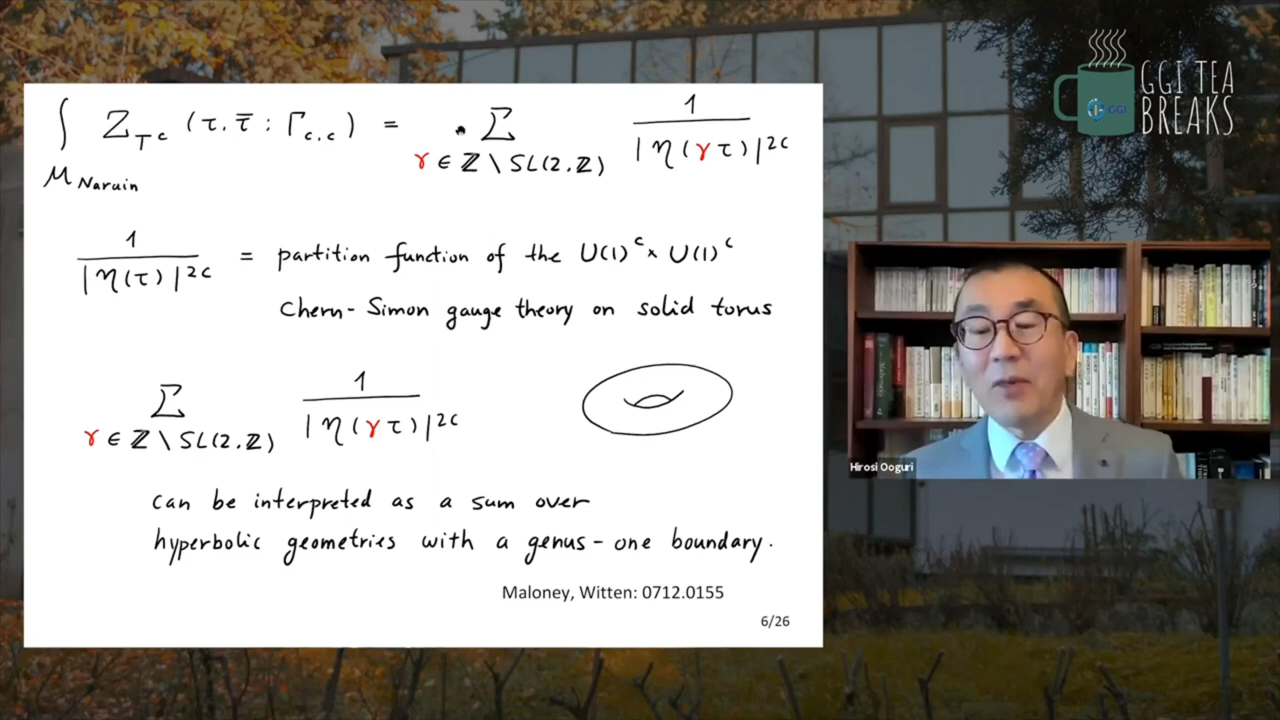 ∫ Z_{T^c} (τ. τ̄ : Γ_{c.c}) = Σ 1 / |η(γτ)|^{2c}
M_{Narain}
γ ∈ ℤ \ SL(2.ℤ)
1 / |η(τ)|^{2c} = partition function of the U(1)^c × U(1)^c
Chern-Simon gauge theory on solid torus
Σ 1 / |η(γτ)|^{2c}
γ ∈ ℤ \ SL(2.ℤ)
can be interpreted as a sum over
hyperbolic geometries with a genus-one boundary.
Maloney, Witten: 0712.0155
6/26
GGI
GGI TEA
BREAKS
Hirosi Ooguri